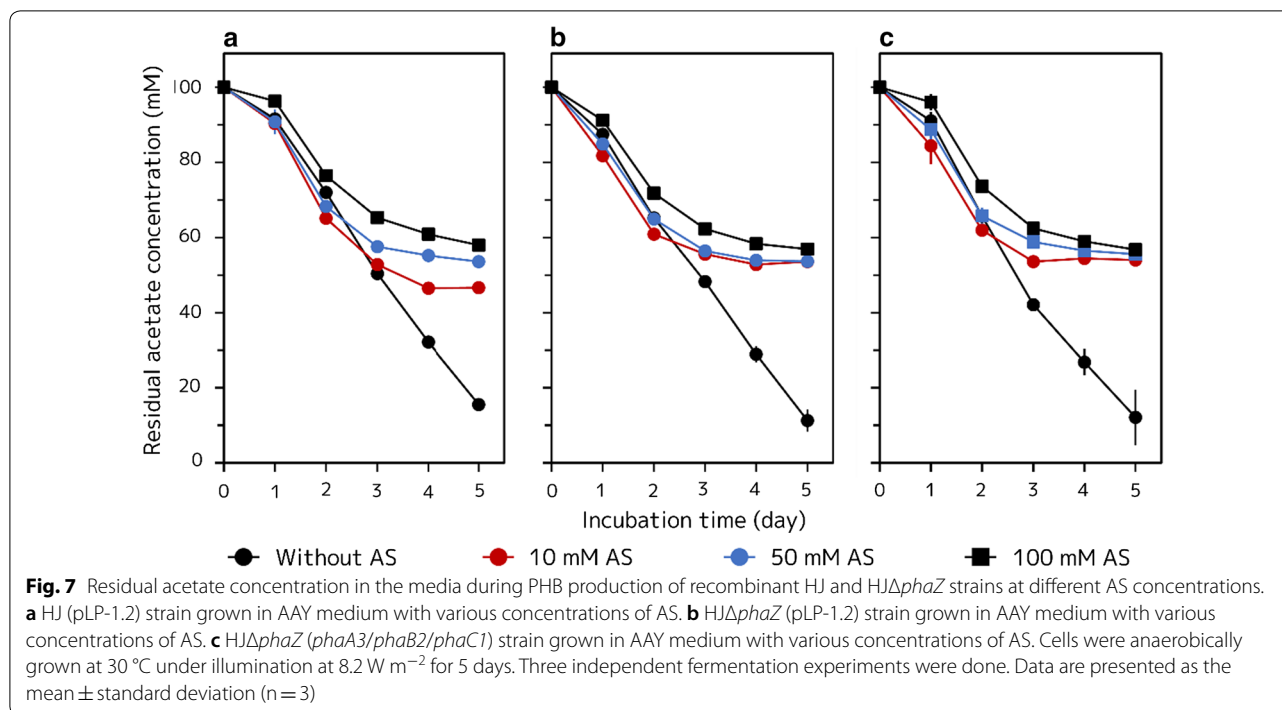 a b c
Residual acetate concentration (mM)
100
80
60
40
20
0
0 1 2 3 4 5 0 1 2 3 4 5 0 1 2 3 4 5
Incubation time (day)
Without AS 10 mM AS 50 mM AS 100 mM AS
Fig. 7 Residual acetate concentration in the media during PHB production of recombinant HJ and HJΔphaZ strains at different AS concentrations.
a HJ (pLP-1.2) strain grown in AAY medium with various concentrations of AS. b HJΔphaZ (pLP-1.2) strain grown in AAY medium with various
concentrations of AS. c HJΔphaZ (phaA3/phaB2/phaC1) strain grown in AAY medium with various concentrations of AS. Cells were anaerobically
grown at 30 °C under illumination at 8.2 W m−2 for 5 days. Three independent fermentation experiments were done. Data are presented as the
mean ± standard deviation (n = 3)